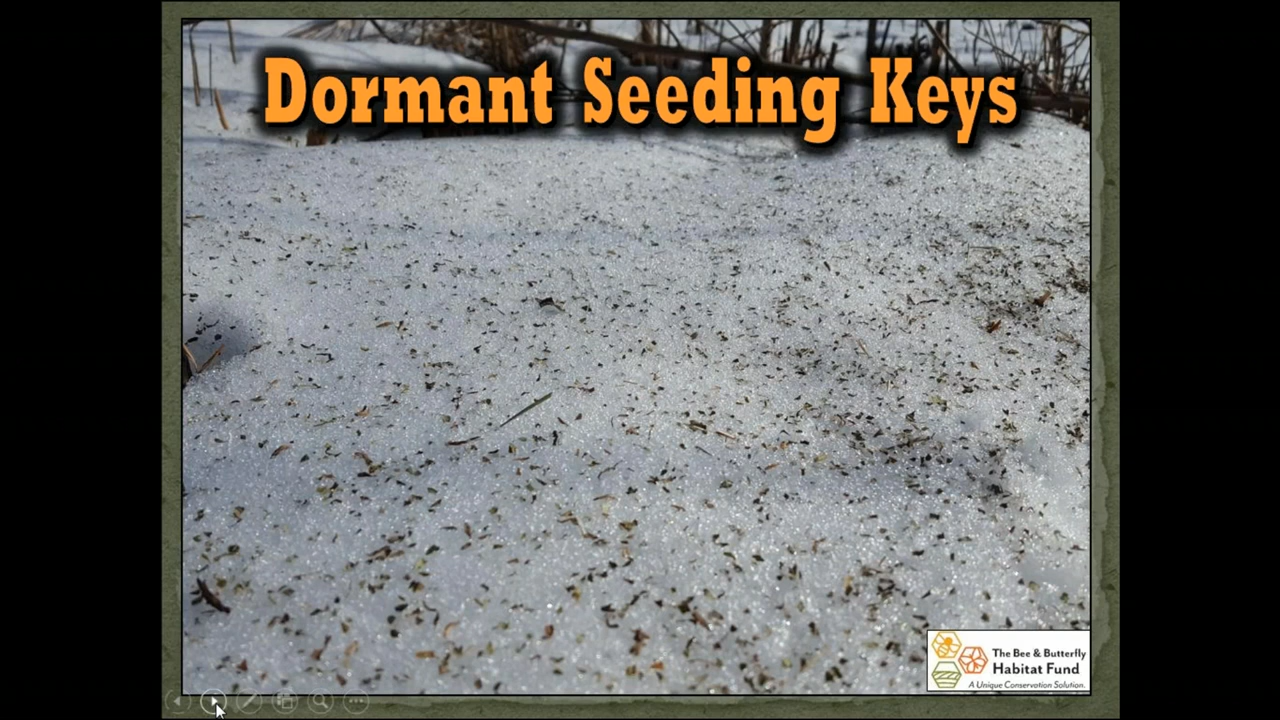 Dormant Seeding Keys
The Bee & Butterfly
Habitat Fund
A Unique Conservation Solution.